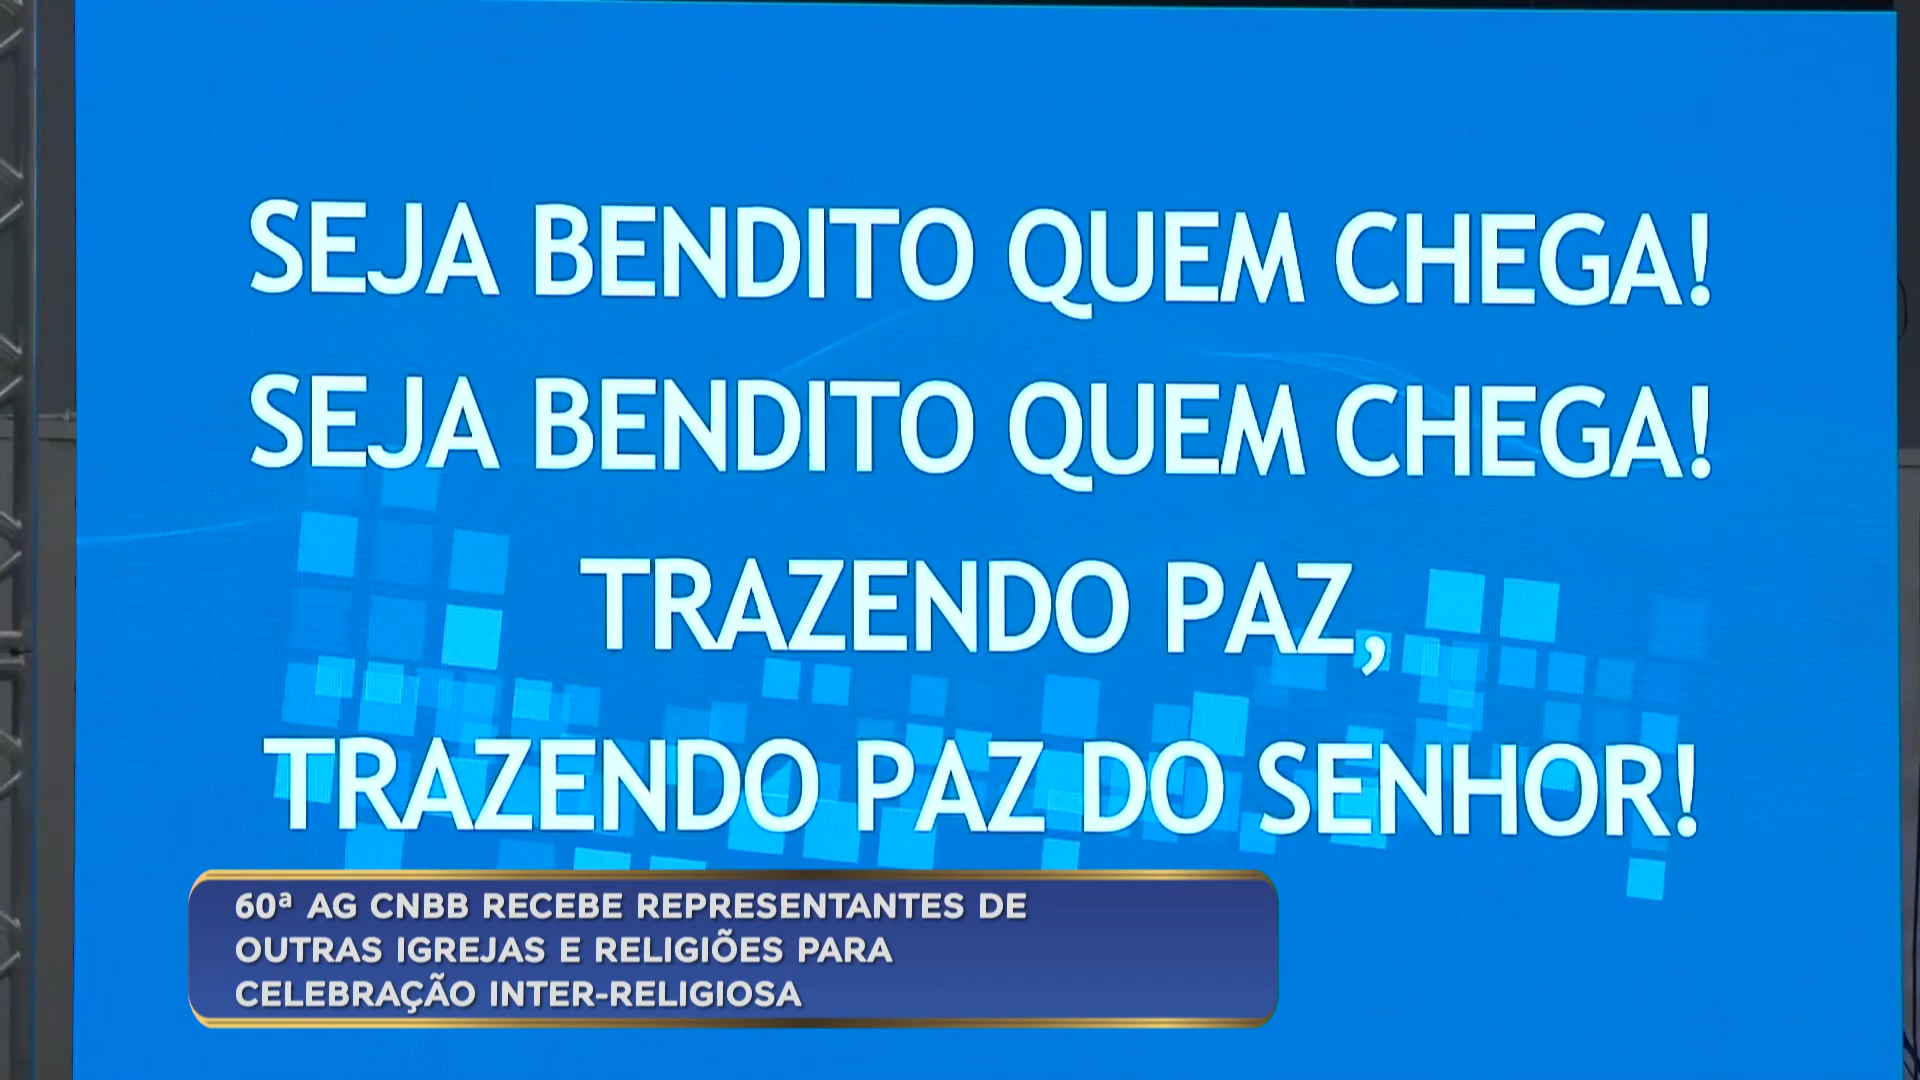 SEJA BENDITO QUEM CHEGA!
SEJA BENDITO QUEM CHEGA!
TRAZENDO PAZ,
TRAZENDO PAZ DO SENHOR!
60ª AG CNBB RECEBE REPRESENTANTES DE
OUTRAS IGREJAS E RELIGIÕES PARA
CELEBRAÇÃO INTER-RELIGIOSA